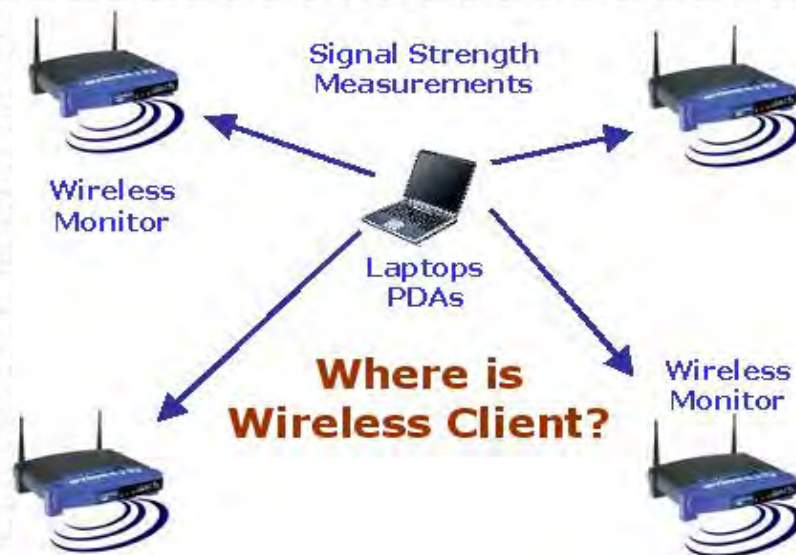 Signal Strength
Measurements
Wireless
Monitor
Laptops
PDAs
Where is
Wireless Client?
Wireless
Monitor